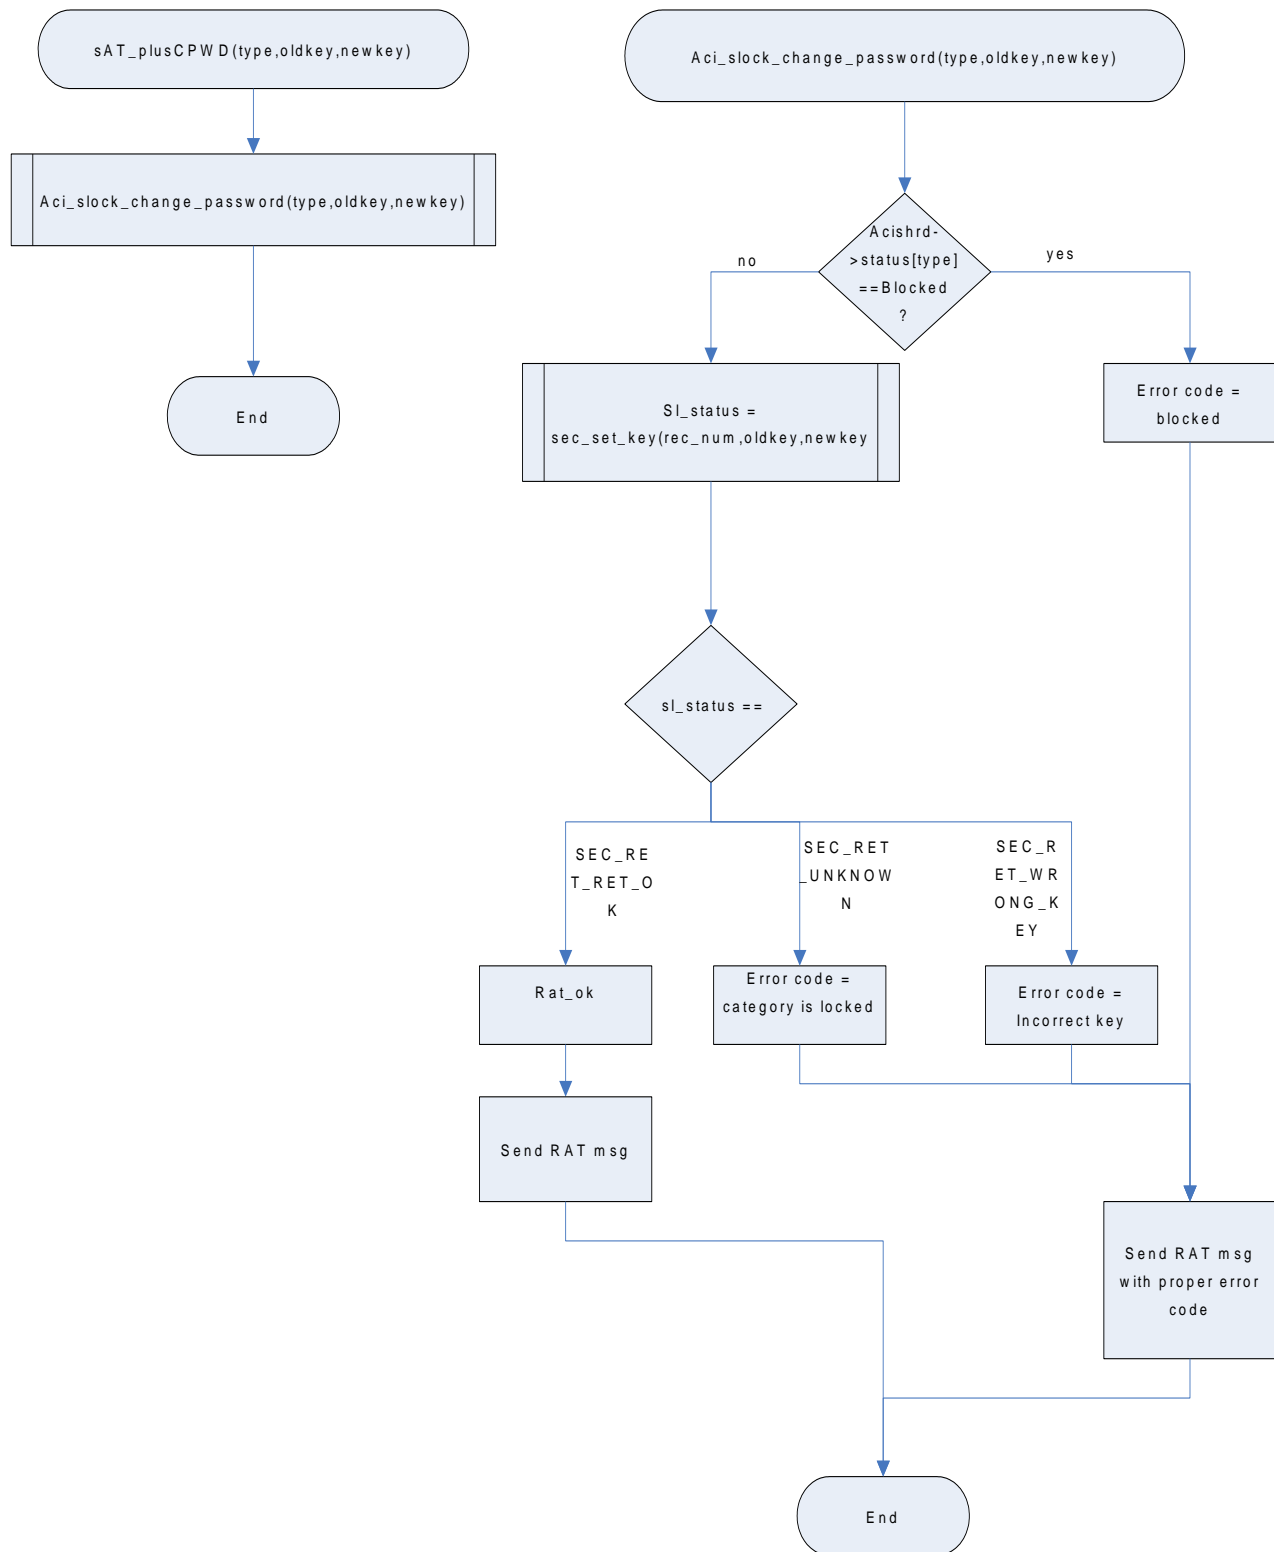 sAT_plusCPWD(type,oldkey,newkey)
Aci_slock_change_password(type,oldkey,newkey)
End
Aci_slock_change_password(type,oldkey,newkey)
Acishrd-
>status[type]
==Blocked
?
no
yes
Sl_status =
sec_set_key(rec_num,oldkey,newkey
Error code =
blocked
sl_status ==
SEC_RE
T_RET_O
K
SEC_RET
_UNKNOW
N
SEC_R
ET_WR
ONG_K
EY
Rat_ok
Error code =
category is locked
Error code =
Incorrect key
Send RAT msg
Send RAT msg
with proper error
code
End